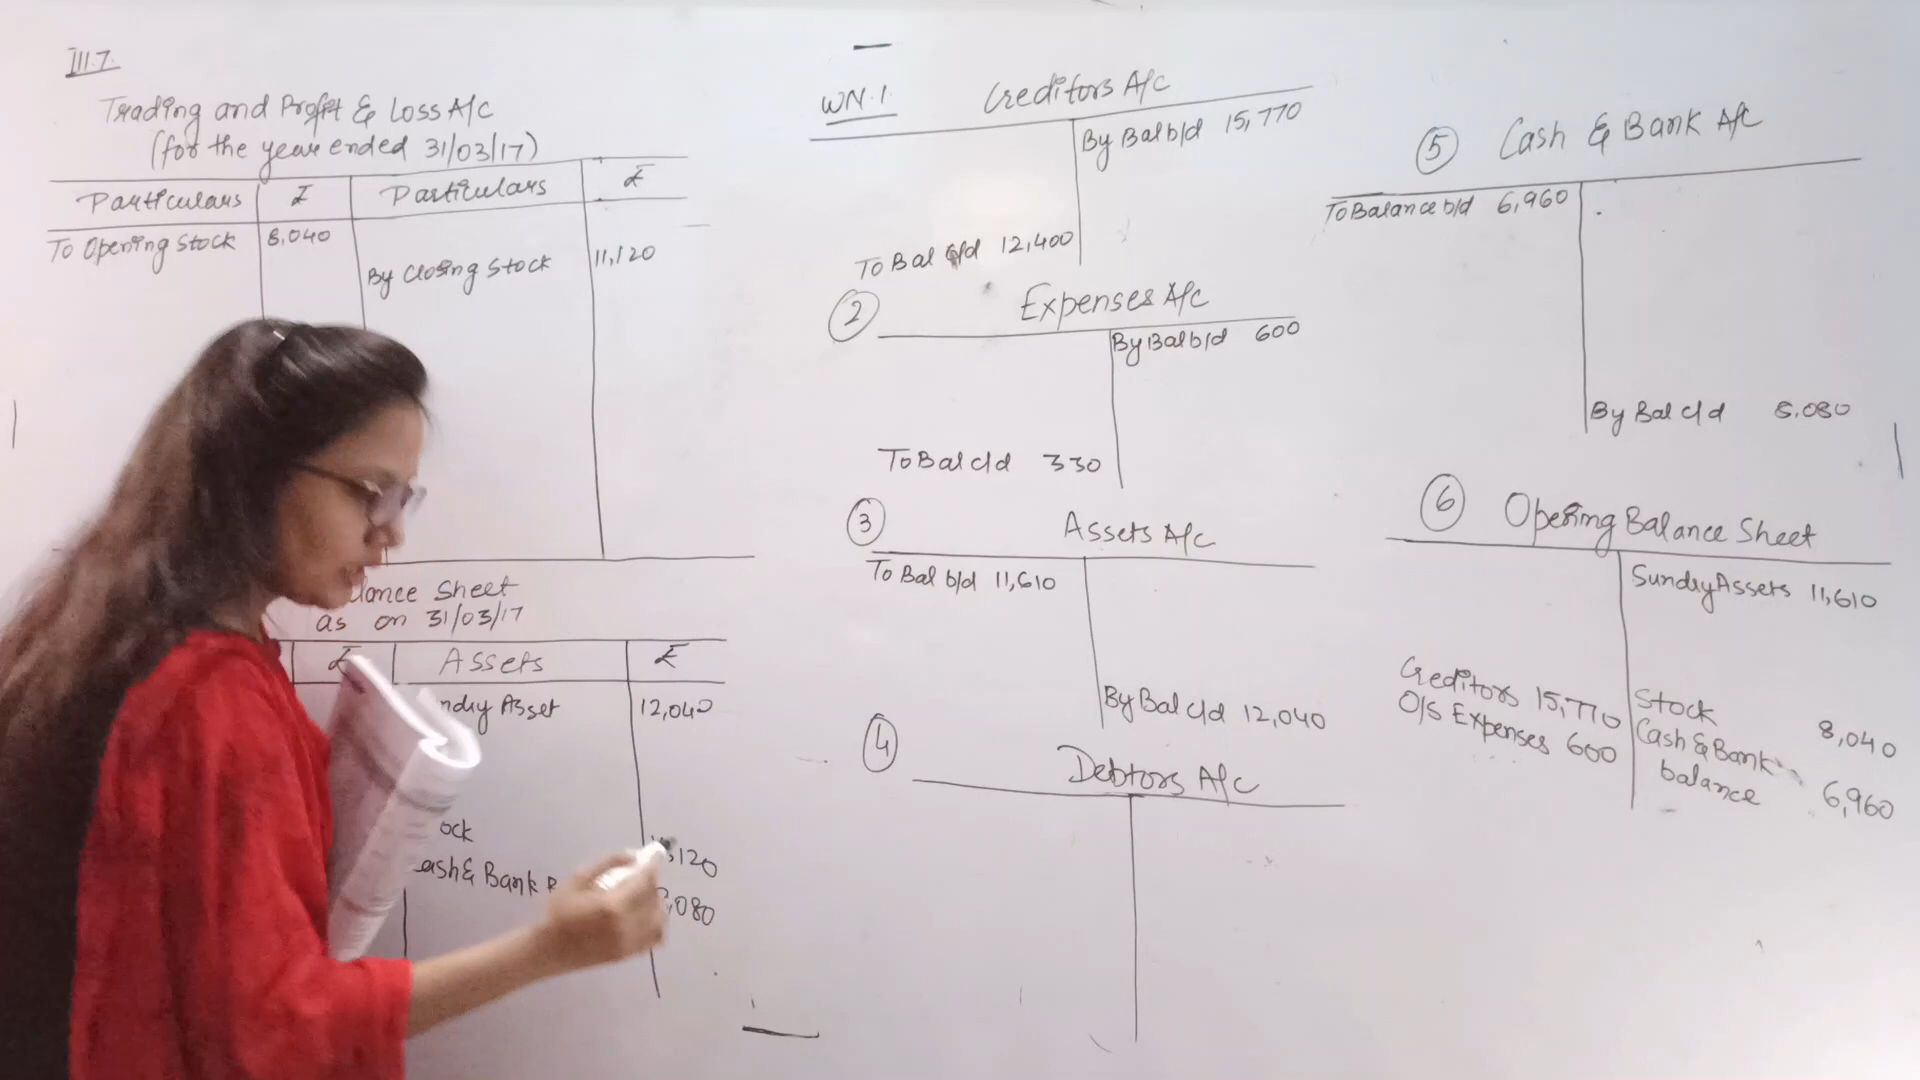 III.7.
Trading and Profit & Loss A/c
(for the year ended 31/03/17)
Particulars ₹ Particulars ₹
To Opening Stock 8,040
By Closing Stock 11,120
Balance Sheet
as on 31/03/17
₹ Assets ₹
Asset 12,040
120
& Bank
,080
WN.1. Creditors A/c
By Bal b/d 15,770
To Bal c/d 12,400
2 Expenses A/c
By Bal b/d 600
To Bal c/d 330
3 Assets A/c
To Bal b/d 11,610
By Bal c/d 12,040
4 Debtors A/c
5 Cash & Bank A/c
To Balance b/d 6,960
By Bal c/d 8,080
6 Opening Balance Sheet
Sundry Assets 11,610
Creditors 15,770 Stock 8,040
O/S Expenses 600 Cash & Bank
balance 6,960